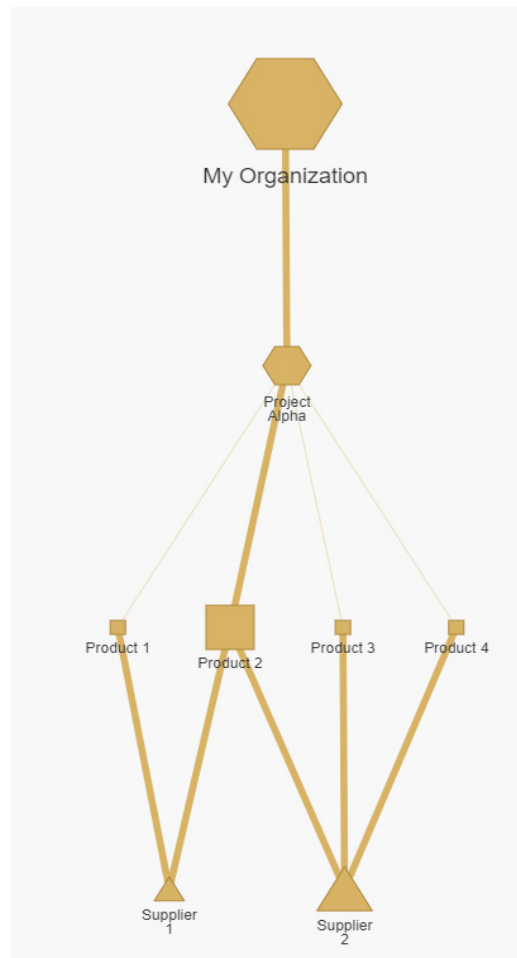 My Organization
Project
Alpha
Product 1
Product 2
Product 3
Product 4
Supplier
1
Supplier
2